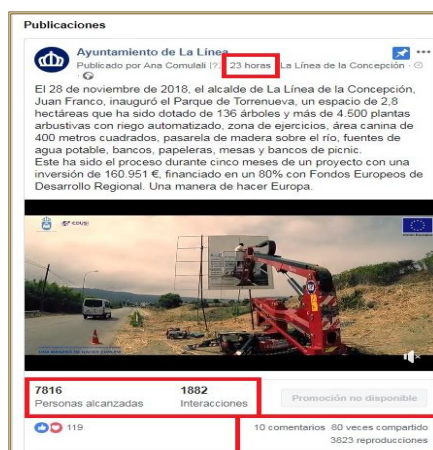 Publicaciones
Ayuntamiento de La Línea
Publicado por Ana Comulali [?] 23 horas · La Línea de la Concepción ·
El 28 de noviembre de 2018, el alcalde de La Línea de la Concepción,
Juan Franco, inauguró el Parque de Torrenueva, un espacio de 2,8
hectáreas que ha sido dotado de 136 árboles y más de 4.500 plantas
arbustivas con riego automatizado, zona de ejercicios, área canina de
400 metros cuadrados, pasarela de madera sobre el río, fuentes de
agua potable, bancos, papeleras, mesas y bancos de picnic.
Este ha sido el proceso durante cinco meses de un proyecto con una
inversión de 160.951 €, financiado en un 80% con Fondos Europeos de
Desarrollo Regional. Una manera de hacer Europa.
7816
Personas alcanzadas
1882
Interacciones
Promoción no disponible
119
10 comentarios 80 veces compartido
3823 reproducciones